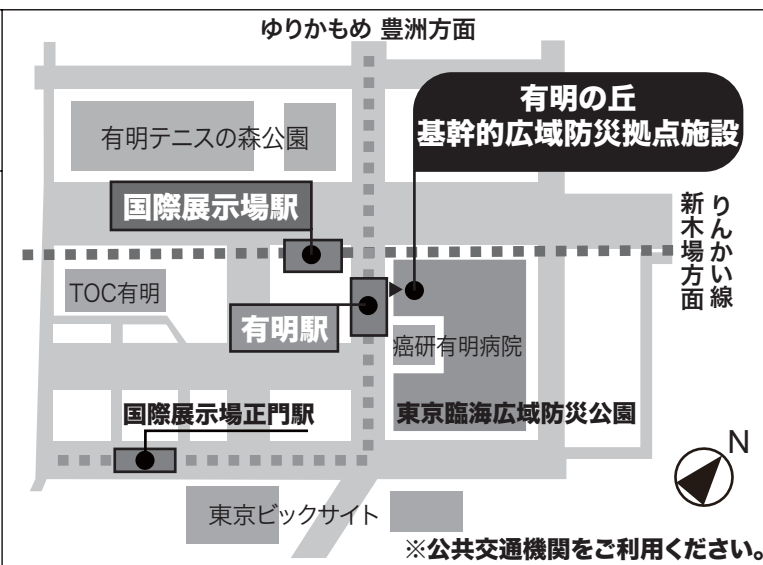 ゆりかもめ 豊洲方面
有明の丘
基幹的広域防災拠点施設
有明テニスの森公園
国際展示場駅
りんかい線
新木場方面
TOC有明
有明駅
癌研有明病院
国際展示場正門駅
東京臨海広域防災公園
N
東京ビックサイト
※公共交通機関をご利用ください。